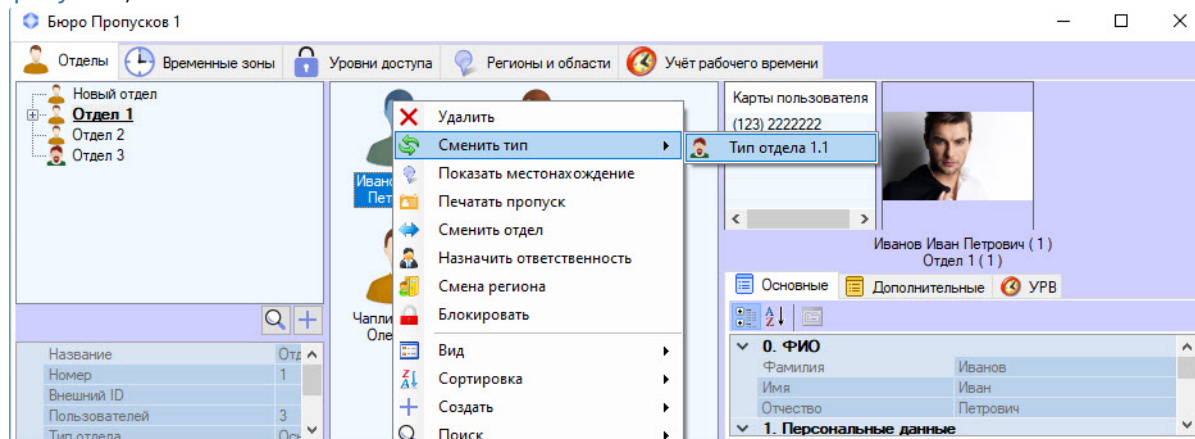 Бюро Пропусков 1
Отделы
Временные зоны
Уровни доступа
Регионы и области
Учёт рабочего времени
Новый отдел
Отдел 1
Отдел 2
Отдел 3
Удалить
Сменить тип
Тип отдела 1.1
Показать местонахождение
Печатать пропуск
Сменить отдел
Назначить ответственность
Смена региона
Блокировать
Вид
Сортировка
Создать
Поиск
Карты пользователя
(123) 2222222
Иванов Иван Петрович ( 1 )
Отдел 1 ( 1 )
Основные
Дополнительные
УРВ
0. ФИО
Фамилия Иванов
Имя Иван
Отчество Петрович
1. Персональные данные
Название
Номер 1
Внешний ID
Пользователей 3
Тип отдела